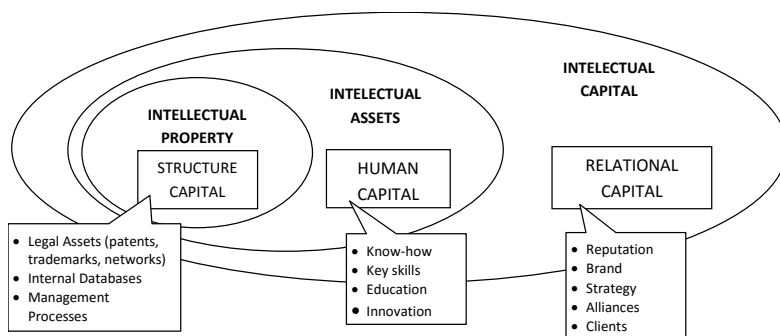 INTELECTUAL
CAPITAL
INTELECTUAL
ASSETS
INTELLECTUAL
PROPERTY
STRUCTURE
CAPITAL
HUMAN
CAPITAL
RELATIONAL
CAPITAL
• Legal Assets (patents,
trademarks, networks)
• Internal Databases
• Management
Processes
• Know-how
• Key skills
• Education
• Innovation
• Reputation
• Brand
• Strategy
• Alliances
• Clients